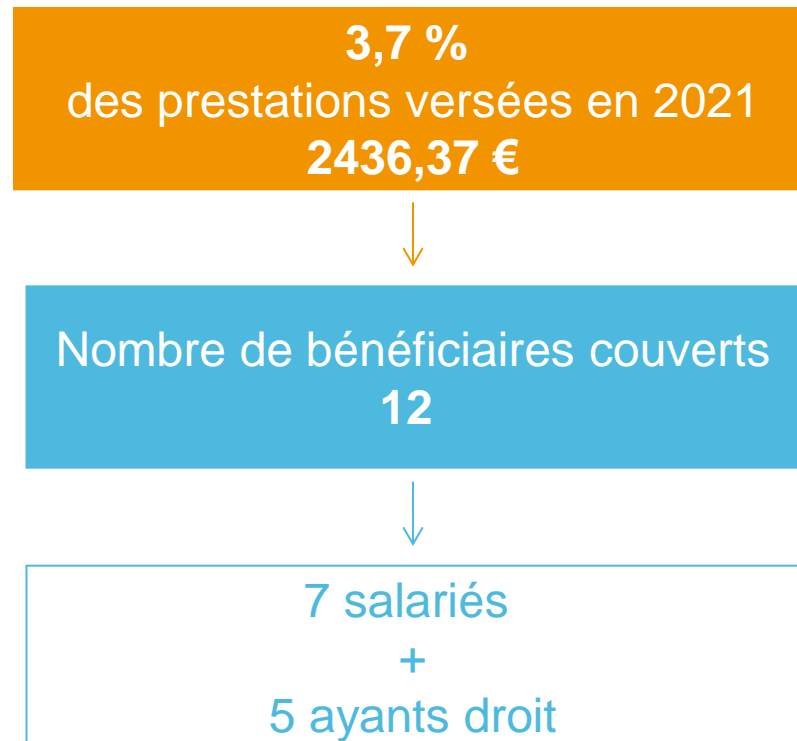 3,7 %
des prestations versées en 2021
2436,37 €
Nombre de bénéficiaires couverts
12
7 salariés
+
5 ayants droit